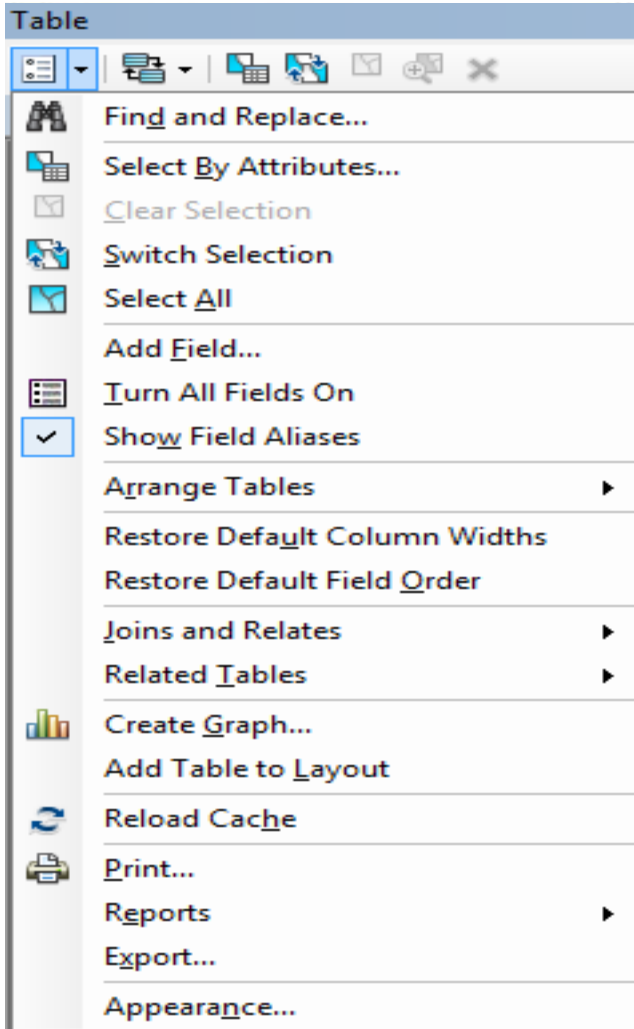 Table
Find and Replace...
Select By Attributes...
Clear Selection
Switch Selection
Select All
Add Field...
Turn All Fields On
Show Field Aliases
Arrange Tables
Restore Default Column Widths
Restore Default Field Order
Joins and Relates
Related Tables
Create Graph...
Add Table to Layout
Reload Cache
Print...
Reports
Export...
Appearance...